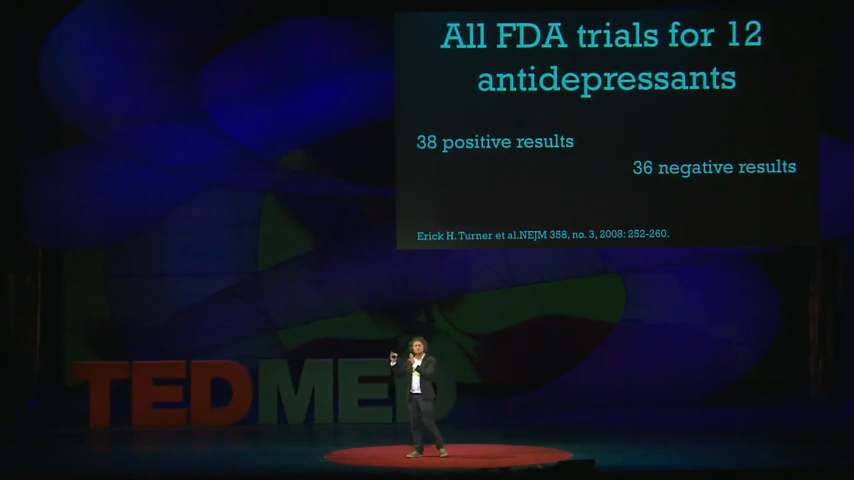 All FDA trials for 12
antidepressants
38 positive results
36 negative results
Erick H. Turner et al.NEJM 358, no. 3, 2008: 252-260.
TEDMED